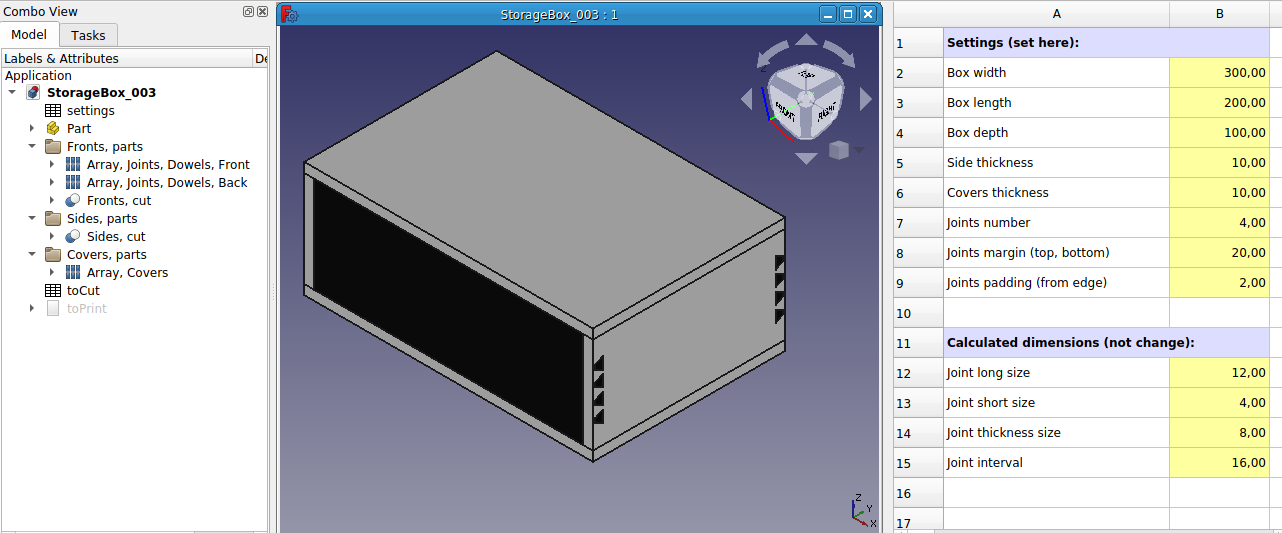 Combo View
Model
Tasks
Labels & Attributes
De
Application
StorageBox_003
settings
Part
Fronts, parts
Array, Joints, Dowels, Front
Array, Joints, Dowels, Back
Fronts, cut
Sides, parts
Sides, cut
Covers, parts
Array, Covers
toCut
toPrint
StorageBox_003 : 1
Z
FRONT
RIGHT
Z
Y
X
A B
1 Settings (set here):
2 Box width 300,00
3 Box length 200,00
4 Box depth 100,00
5 Side thickness 10,00
6 Covers thickness 10,00
7 Joints number 4,00
8 Joints margin (top, bottom) 20,00
9 Joints padding (from edge) 2,00
10
11 Calculated dimensions (not change):
12 Joint long size 12,00
13 Joint short size 4,00
14 Joint thickness size 8,00
15 Joint interval 16,00
16
17